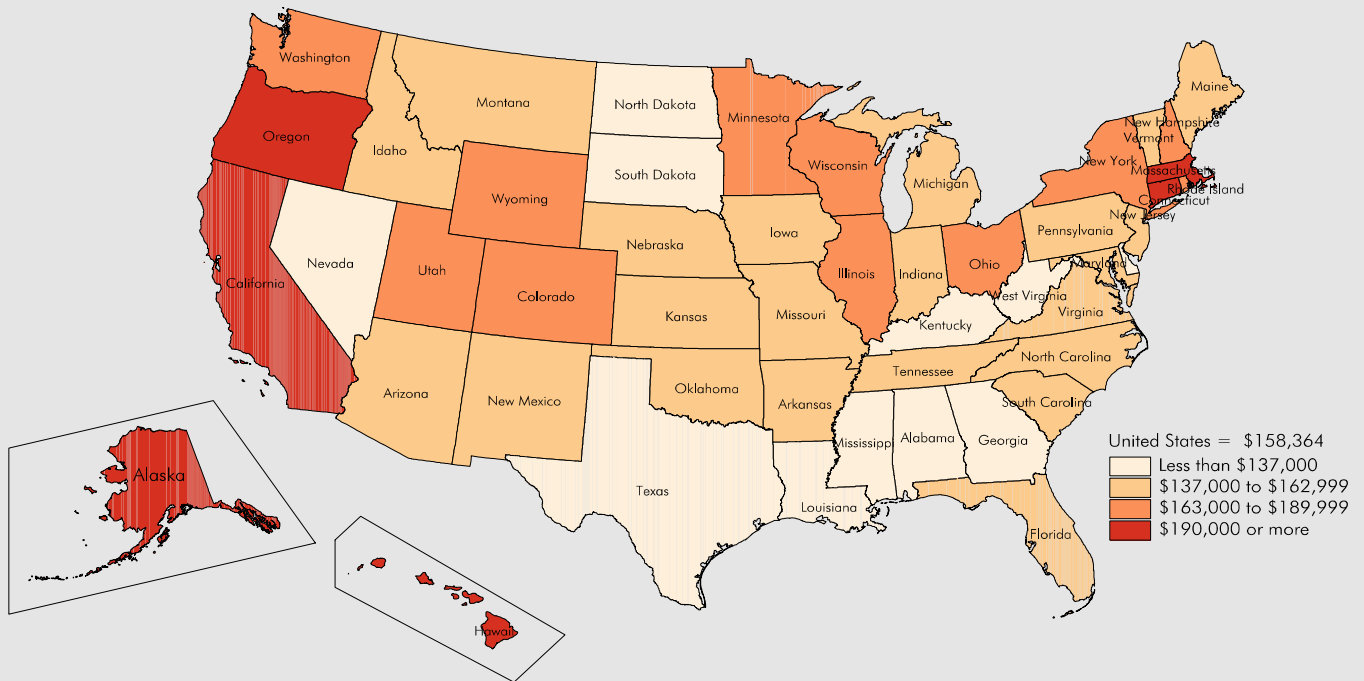 Washington
Montana
North Dakota
Minnesota
Maine
Oregon
Idaho
South Dakota
Wisconsin
Michigan
New York
New Hampshire
Vermont
Massachusetts
Rhode Island
Connecticut
New Jersey
Wyoming
Nebraska
Iowa
Pennsylvania
Nevada
Utah
Colorado
Kansas
Missouri
Illinois
Indiana
Ohio
Maryland
West Virginia
Virginia
California
Kentucky
Arizona
New Mexico
Oklahoma
Arkansas
Tennessee
North Carolina
South Carolina
Texas
Louisiana
Mississippi
Alabama
Georgia
Florida
Alaska
Hawaii
United States = $158,364
Less than $137,000
$137,000 to $162,999
$163,000 to $189,999
$190,000 or more